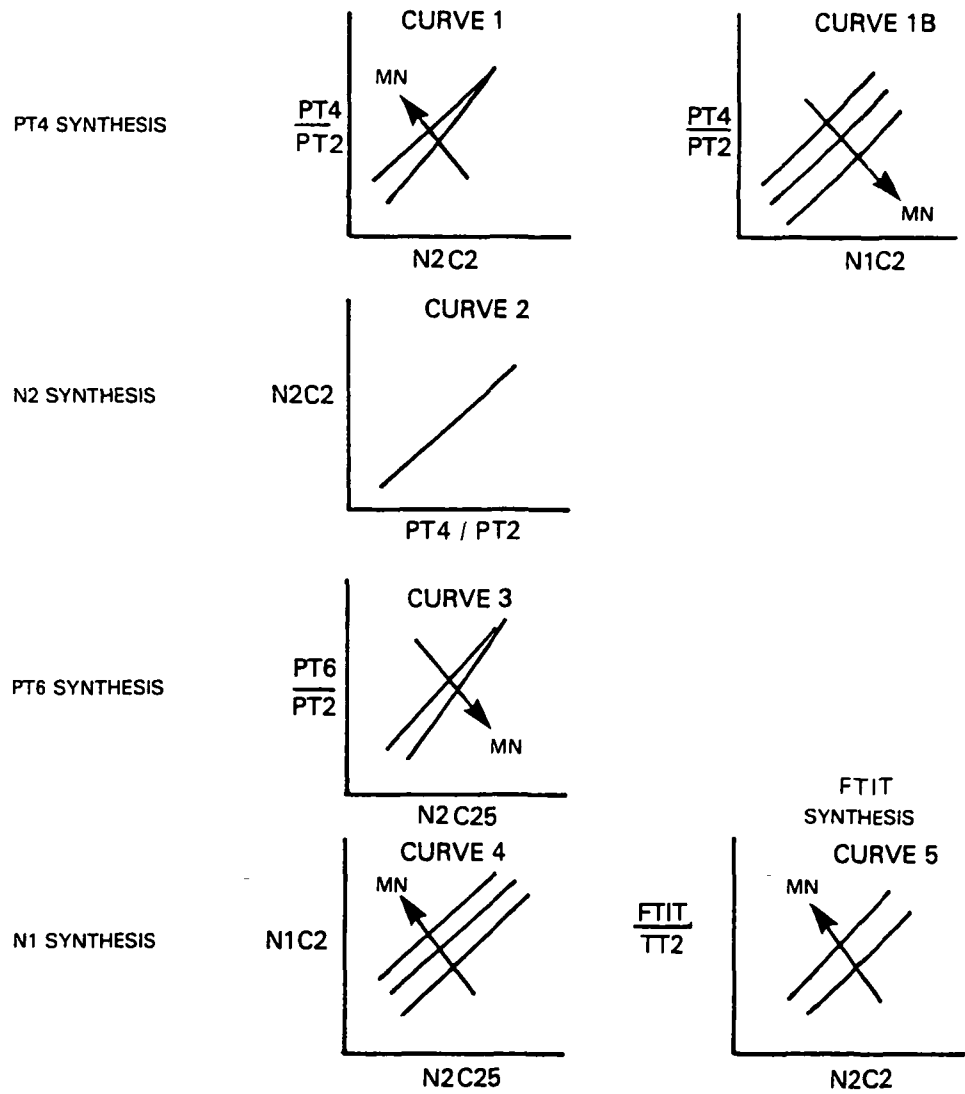 CURVE 1
CURVE 1B
MN
PT4 SYNTHESIS
PT4
PT2
PT4
PT2
MN
N2C2
N1C2
CURVE 2
N2 SYNTHESIS
N2C2
PT4 / PT2
CURVE 3
PT6 SYNTHESIS
PT6
PT2
MN
N2C25
FTIT
SYNTHESIS
CURVE 4
CURVE 5
MN
MN
N1 SYNTHESIS
N1C2
FTIT
TT2
N2C25
N2C2